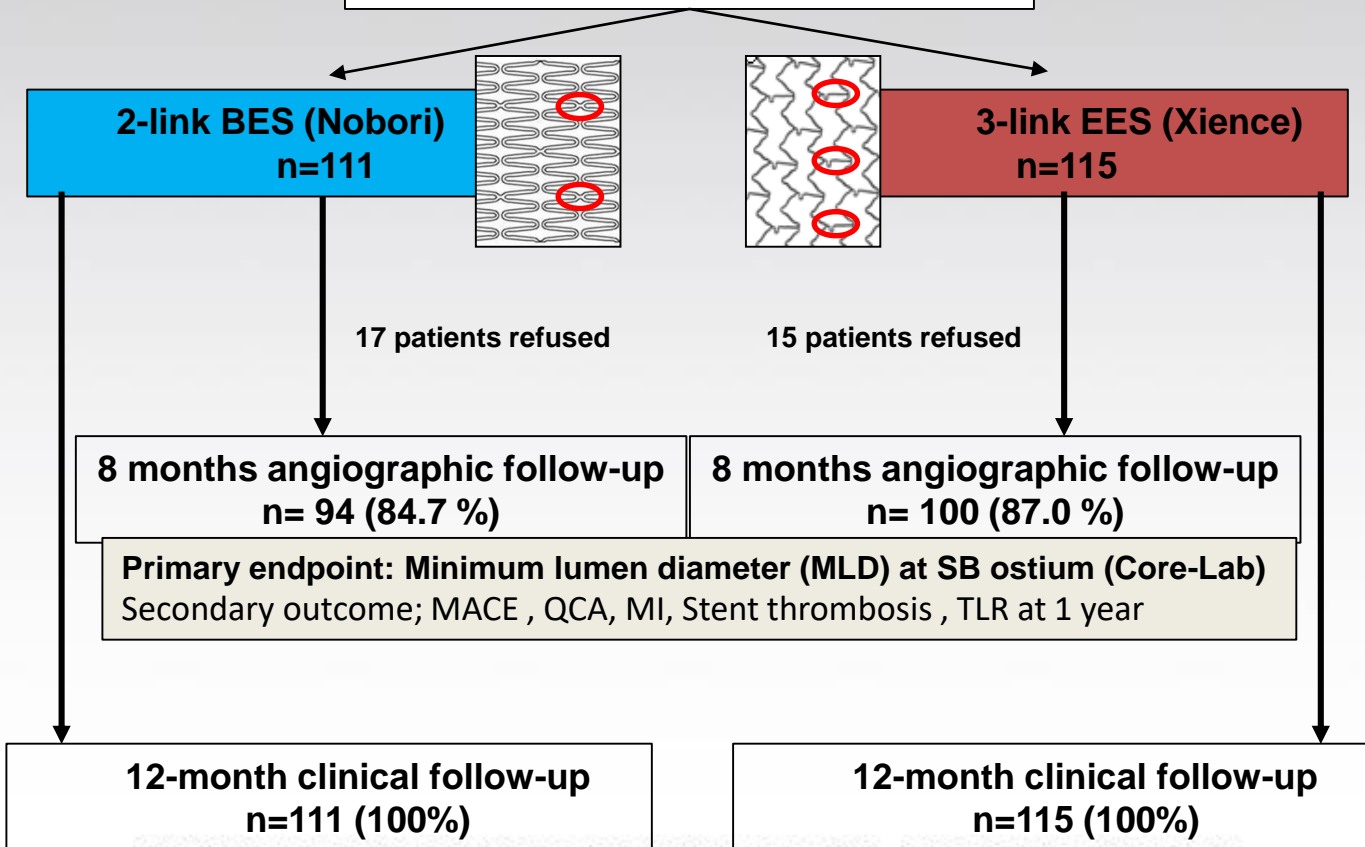 2-link BES (Nobori)
n=111
3-link EES (Xience)
n=115
17 patients refused
15 patients refused
8 months angiographic follow-up
n= 94 (84.7 %)
8 months angiographic follow-up
n= 100 (87.0 %)
Primary endpoint: Minimum lumen diameter (MLD) at SB ostium (Core-Lab)
Secondary outcome; MACE , QCA, MI, Stent thrombosis , TLR at 1 year
12-month clinical follow-up
n=111 (100%)
12-month clinical follow-up
n=115 (100%)